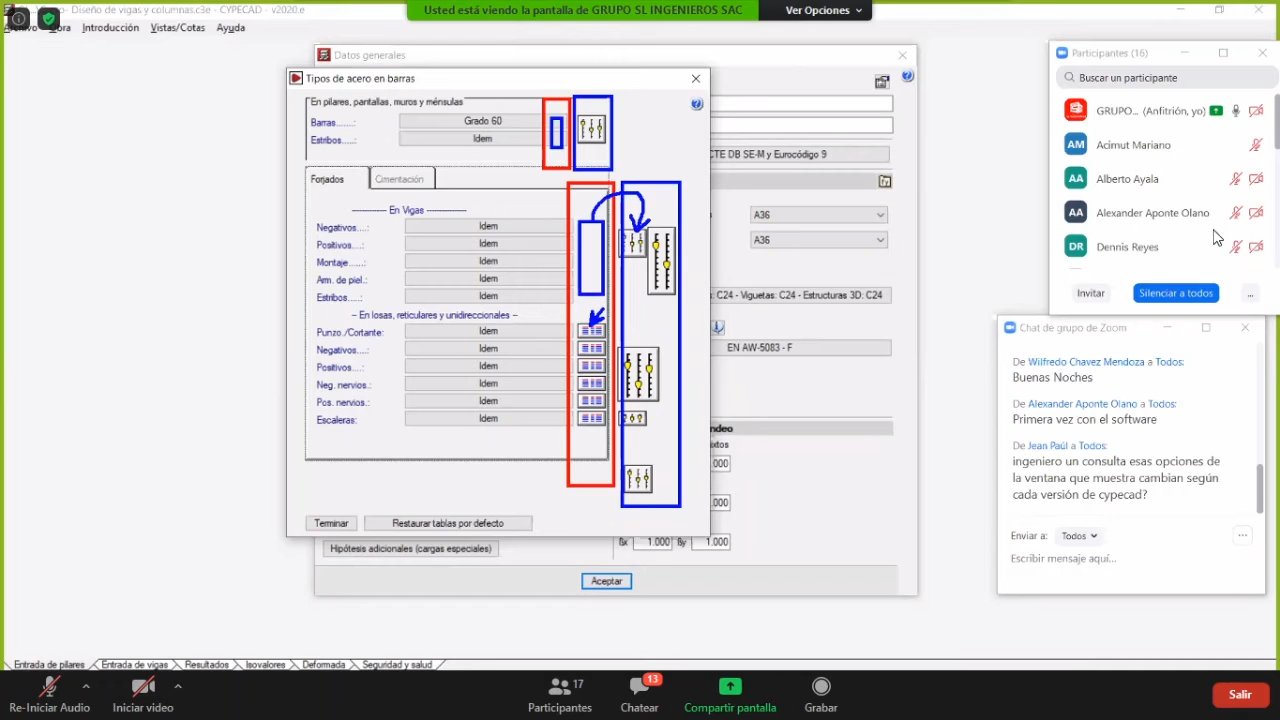 Diseño de vigas y columnas.c3e - CYPECAD - v2020.e
Usted está viendo la pantalla de GRUPO SL INGENIEROS SAC
Ver Opciones
Archivo
Obra
Introducción
Vistas/Cotas
Ayuda
Datos generales
Tipos de acero en barras
En pilares, pantallas, muros y ménsulas
Barras.......:
Grado 60
Estribos....:
Idem
Forjados
Cimentación
En Vigas
Negativos....:
Idem
Positivos....:
Idem
Montaje......:
Idem
Arm. de piel.:
Idem
Estribos.....:
Idem
-- En losas, reticulares y unidireccionales --
Punzo./Cortante:
Idem
Negativos....:
Idem
Positivos....:
Idem
Neg. nervios.:
Idem
Pos. nervios.:
Idem
Escaleras:
Idem
Terminar
Restaurar tablas por defecto
Hipótesis adicionales (cargas especiales)
Aceptar
CTE DB SE-M y Eurocódigo 9
A36
A36
: C24 - Viguetas: C24 - Estructuras 3D: C24
EN AW-5083 - F
ndeo
xtos
.000
.000
ßx
1.000
ßy
1.000
Participantes (16)
Buscar un participante
GRUPO... (Anfitrión, yo)
AM
Acimut Mariano
AA
Alberto Ayala
AA
Alexander Aponte Olano
DR
Dennis Reyes
Invitar
Silenciar a todos
...
Chat de grupo de Zoom
De Wilfredo Chavez Mendoza a Todos:
Buenas Noches
De Alexander Aponte Olano a Todos:
Primera vez con el software
De Jean Paúl a Todos:
ingeniero un consulta esas opciones de
la ventana que muestra cambian según
cada versión de cypecad?
Enviar a:
Todos
Escribir mensaje aquí...
Entrada de pilares
Entrada de vigas
Resultados
Isovalores
Deformada
Seguridad y salud
Re-Iniciar Audio
Iniciar video
17
Participantes
13
Chatear
Compartir pantalla
Grabar
Salir